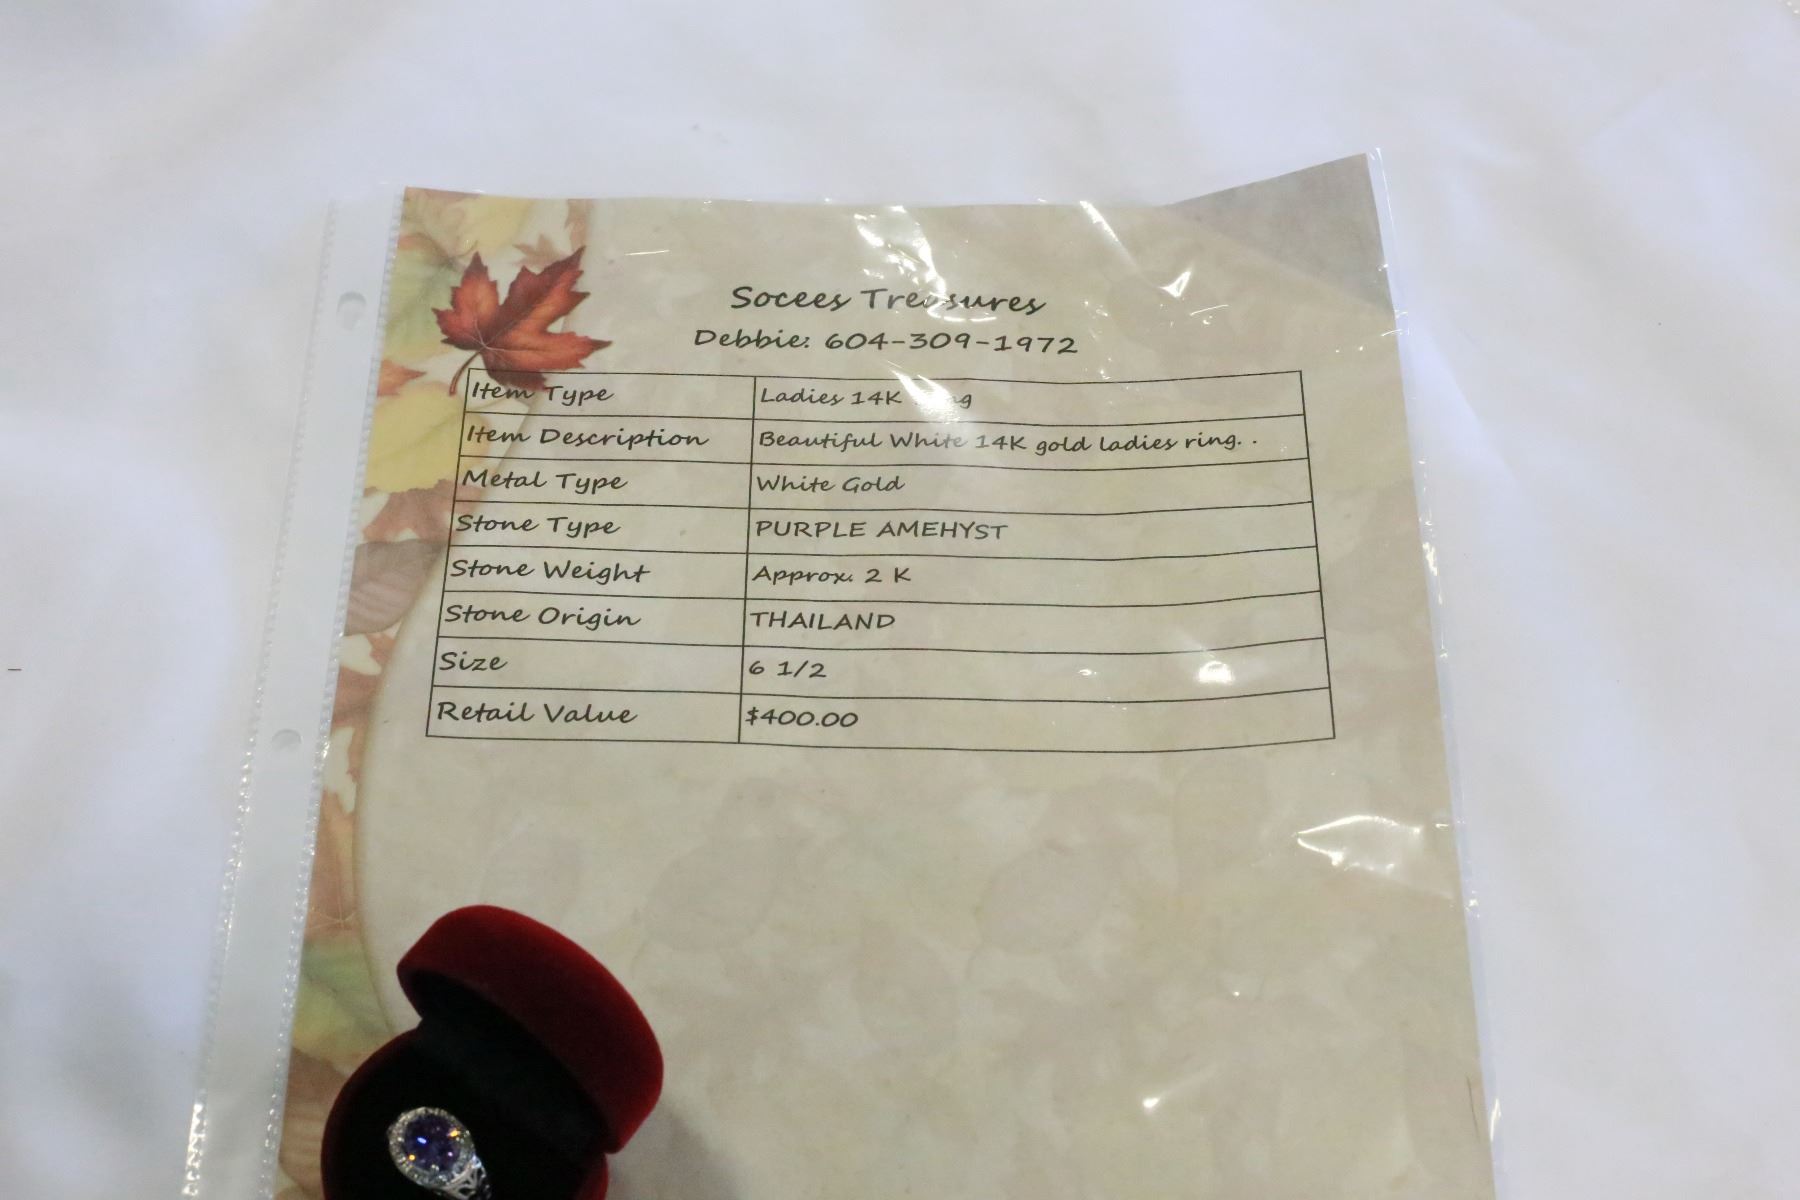 Socees Treasures
Debbie: 604-309-1972
Item Type Ladies 14K
Item Description Beautiful White 14K gold ladies ring. .
Metal Type White Gold
Stone Type PURPLE AMEHYST
Stone Weight Approx. 2 K
Stone Origin THAILAND
Size 6 1/2
Retail Value $400.00